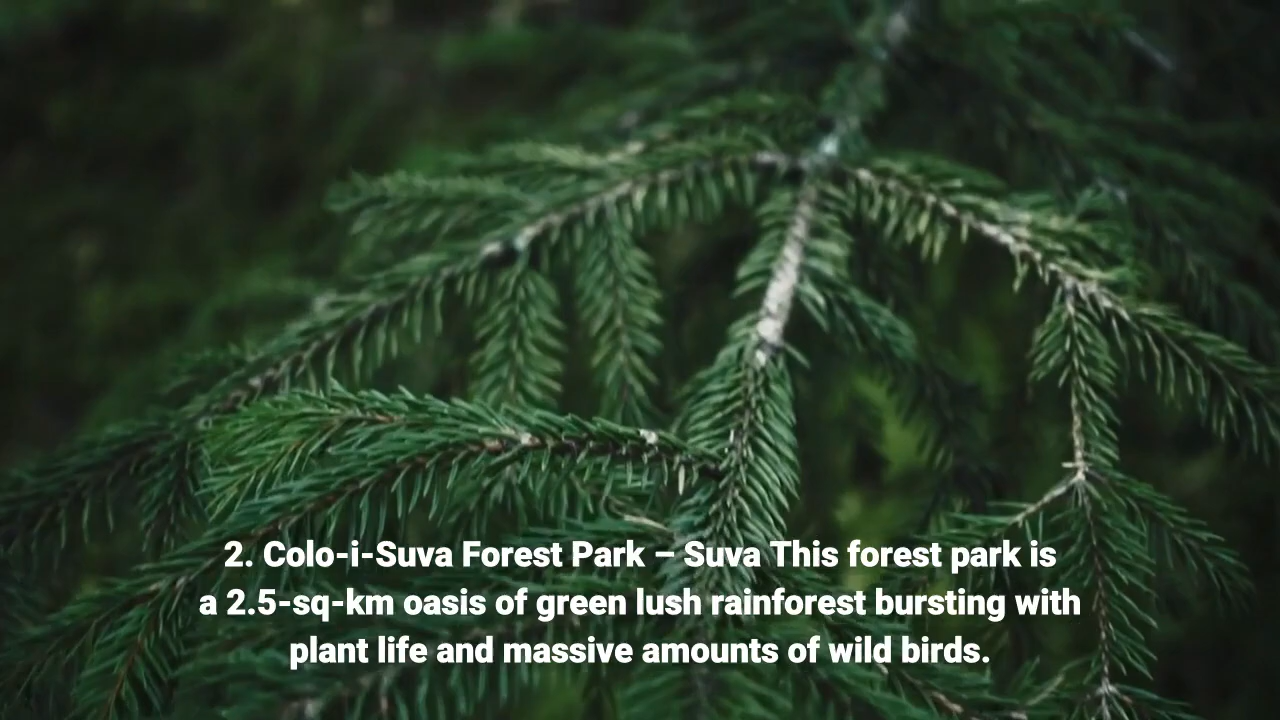 2. Colo-i-Suva Forest Park – Suva This forest park is
a 2.5-sq-km oasis of green lush rainforest bursting with
plant life and massive amounts of wild birds.